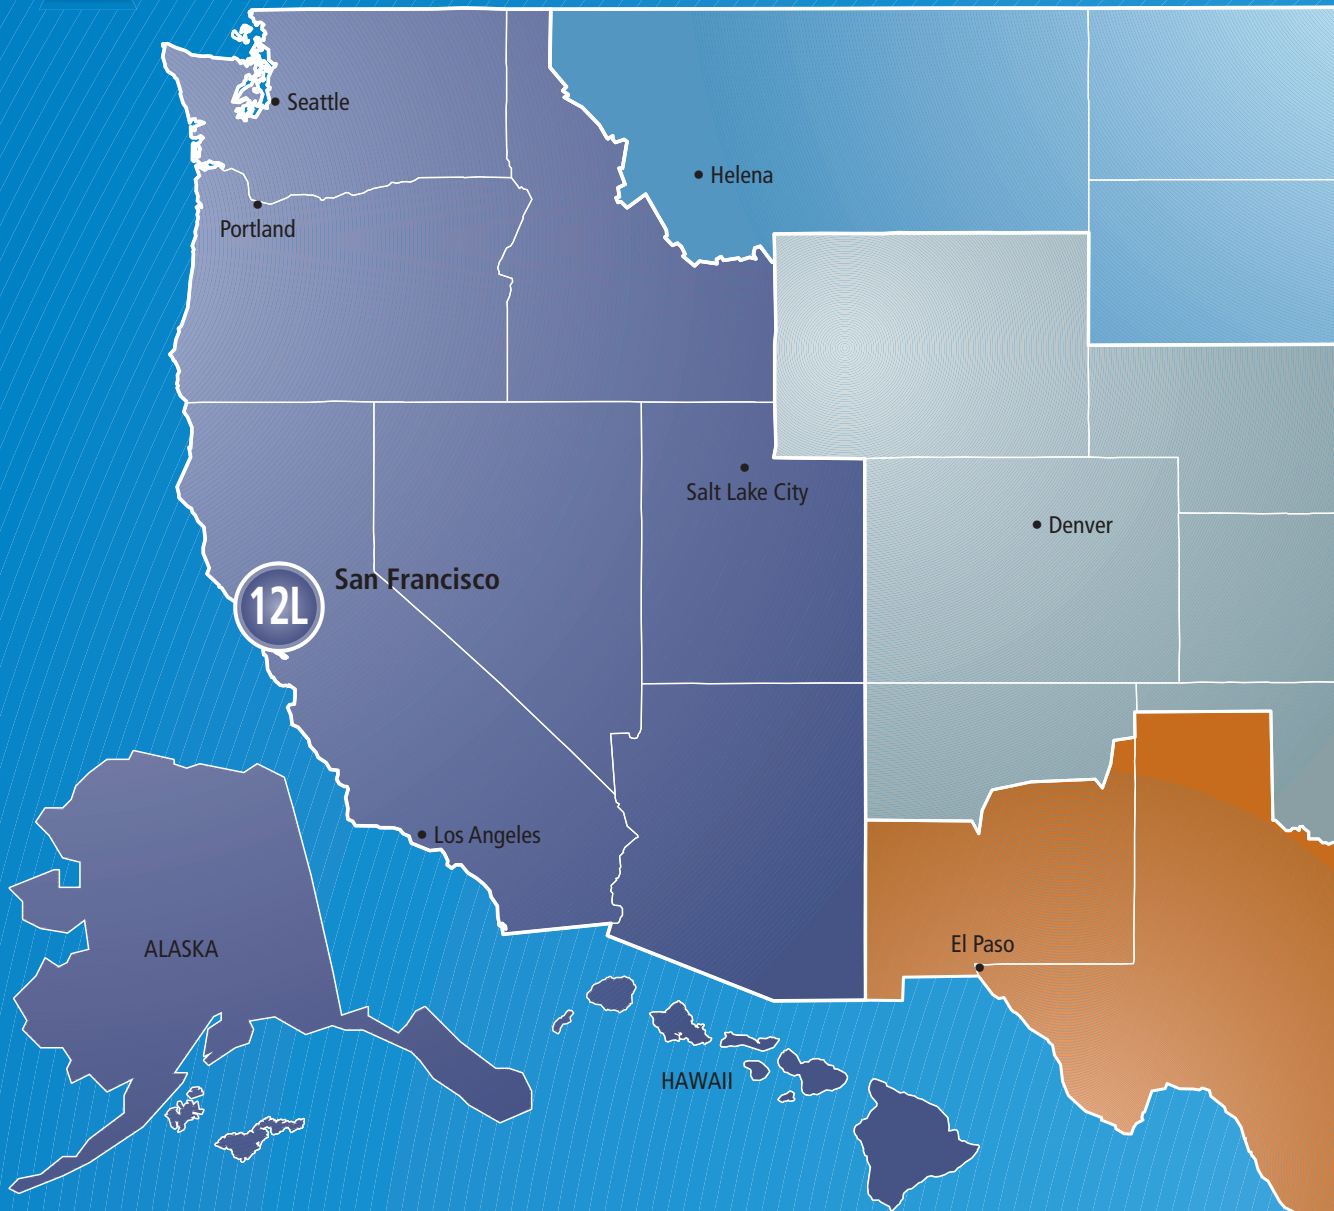 Seattle
Helena
Portland
Salt Lake City
Denver
San Francisco
12L
Los Angeles
El Paso
ALASKA
HAWAII